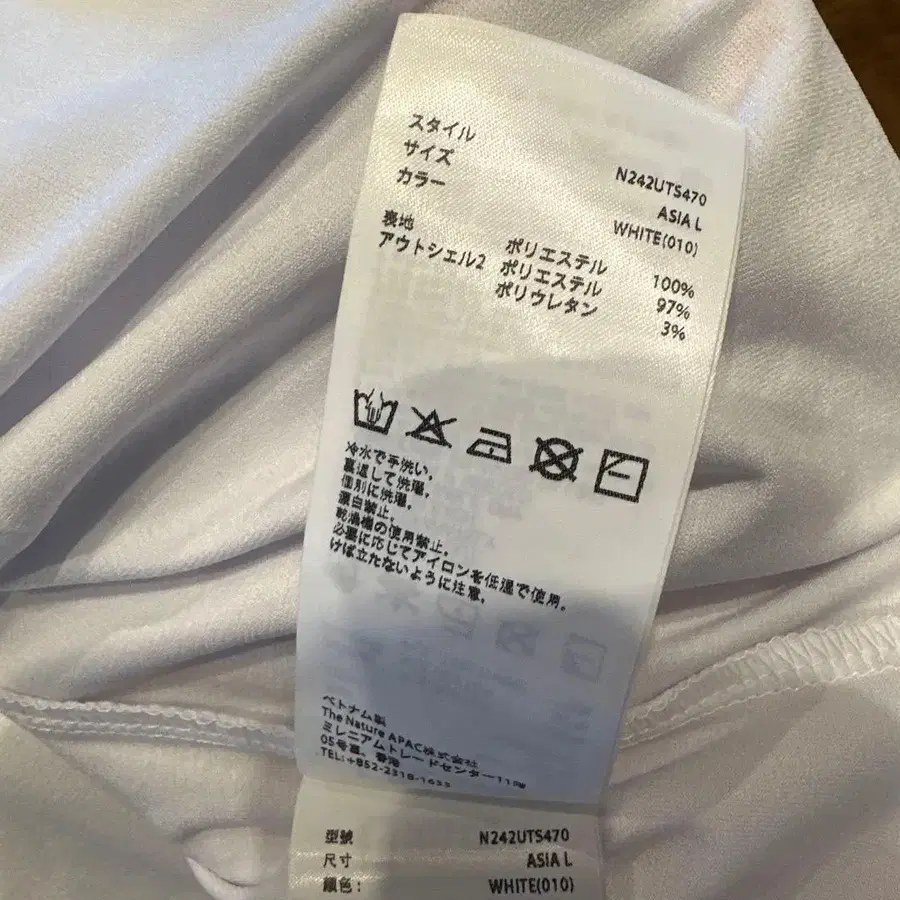 スタイル N242UTS470
サイズ ASIA L
カラー WHITE(010)
表地 ポリエステル 100%
アウトシェル2 ポリエステル 97%
ポリウレタン 3%
冷水で手洗い。
裏返して洗濯。
個別に洗濯。
漂白禁止。
乾燥機の使用禁止。
必要に応じてアイロンを低温で使用。
けば立たないように注意。
ベトナム製
The Nature APAC株式会社
ミレニアムトレードセンター11階
05号室、香港
TEL: +852-2318-1633
型號 N242UTS470
尺寸 ASIA L
顏色： WHITE(010)